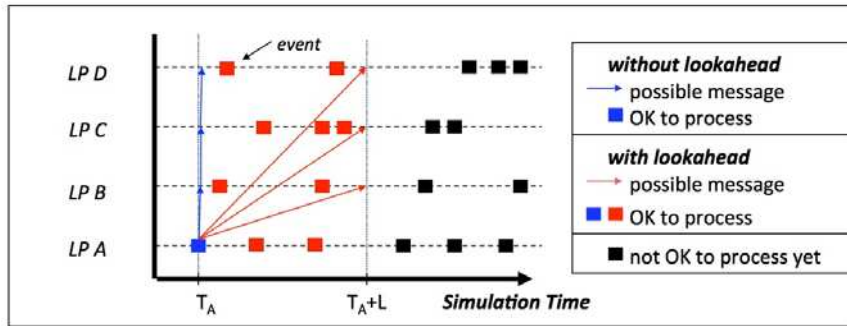 event
LP D
LP C
LP B
LP A
T_A
T_A+L
Simulation Time
without lookahead
possible message
OK to process
with lookahead
possible message
OK to process
not OK to process yet